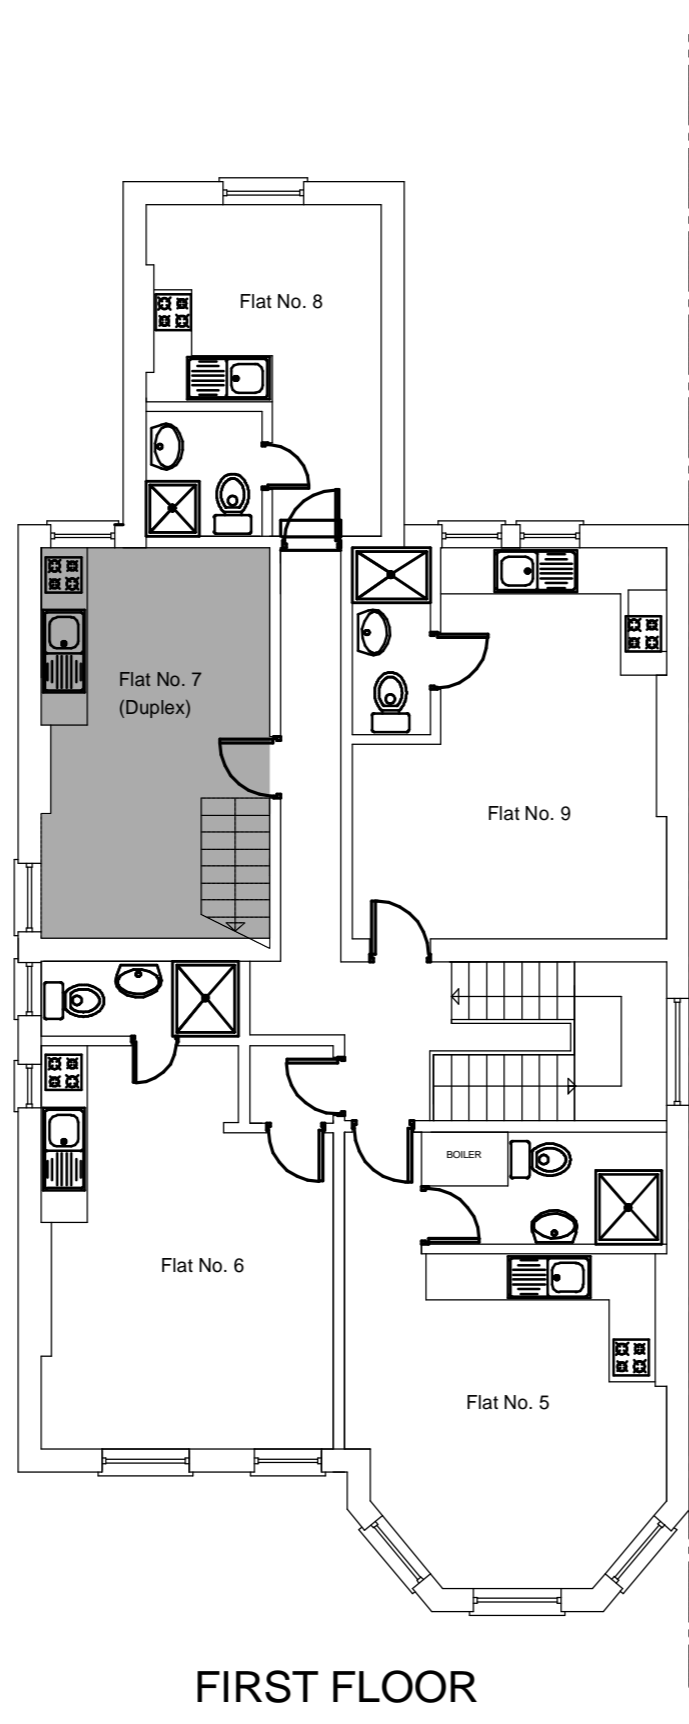 Flat No. 8
Flat No. 7
(Duplex)
Flat No. 9
BOILER
Flat No. 6
Flat No. 5
FIRST FLOOR